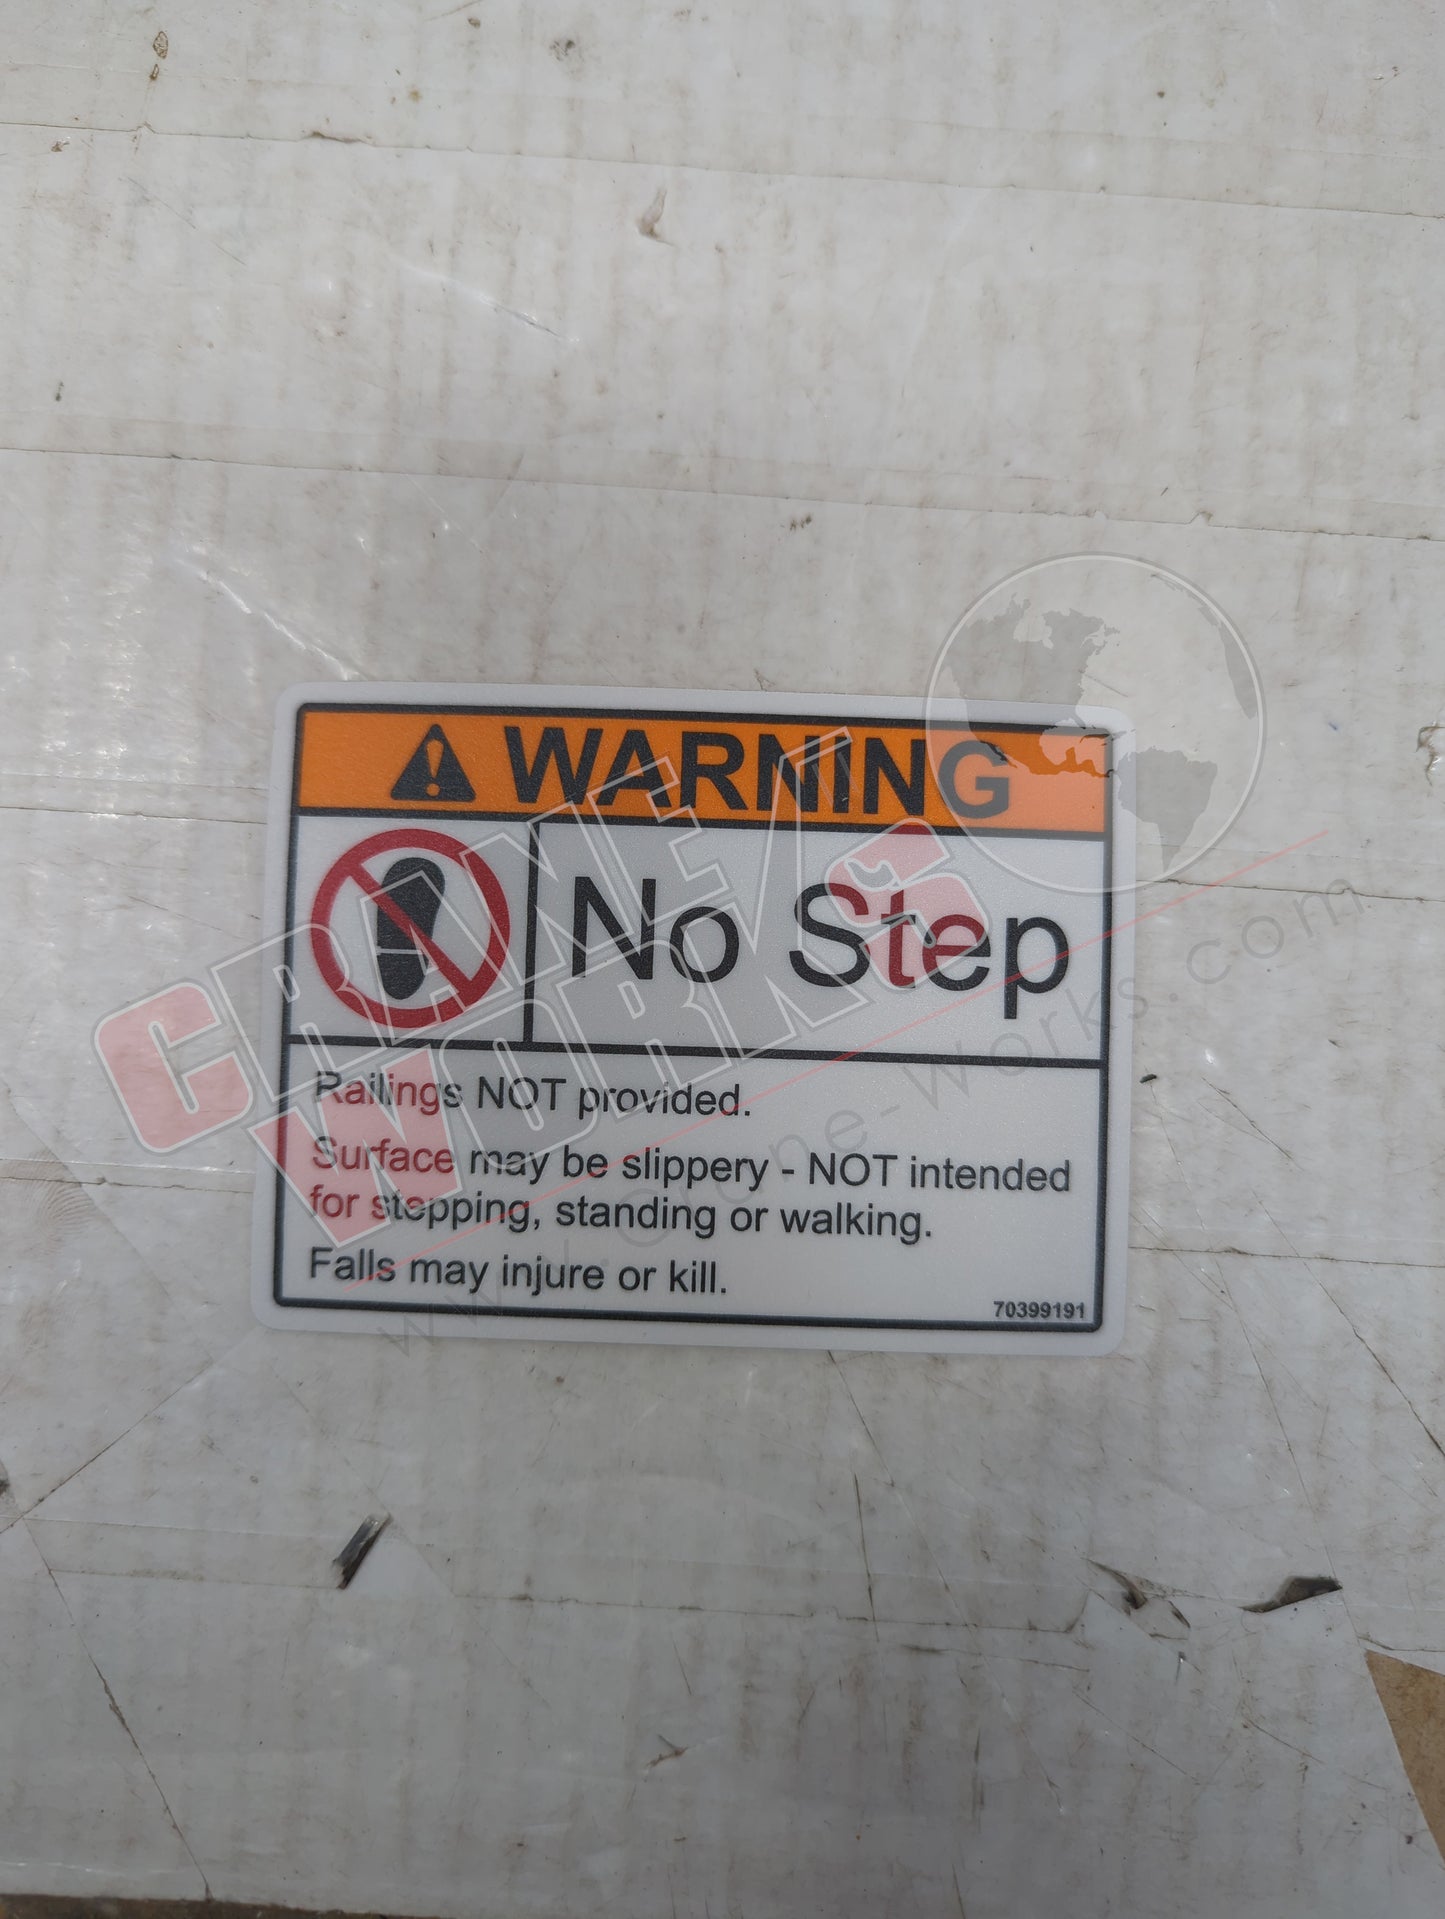 WARNING
No Step
Railings NOT provided.
Surface may be slippery - NOT intended
for stepping, standing or walking.
Falls may injure or kill.
70399191
CRANE/
WORKS
www.crane-works.com